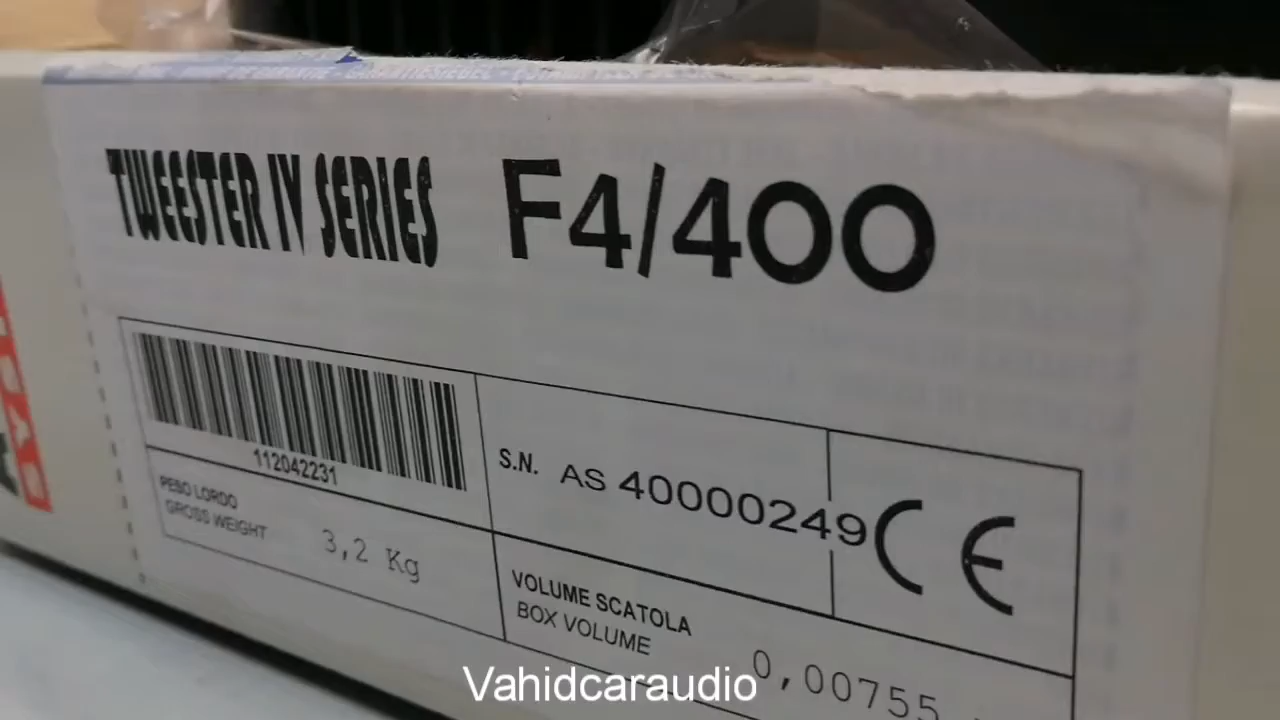 TWEESTER IV SERIES F4/400
112042231
S.N. AS 40000249 CE
PESO LORDO
GROSS WEIGHT
3,2 Kg
VOLUME SCATOLA
BOX VOLUME
0,00755
Vahidcaraudio